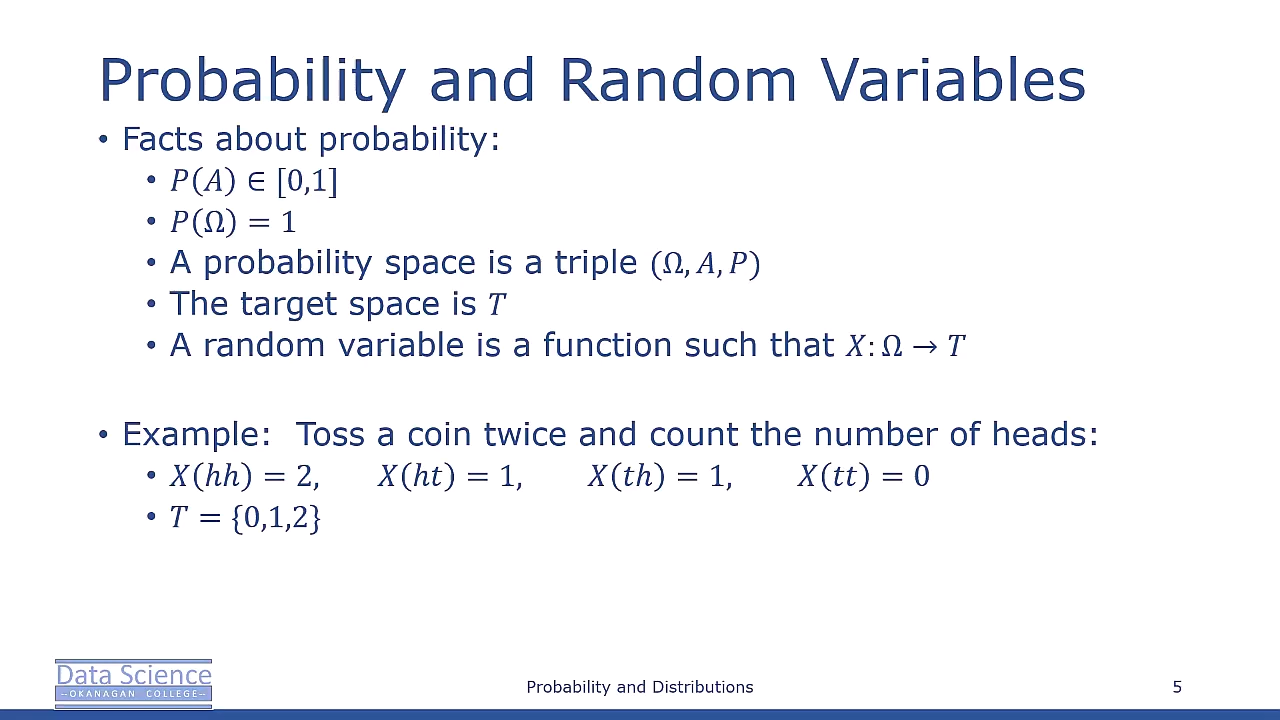 Probability and Random Variables
• Facts about probability:
• P(A) ∈ [0,1]
• P(Ω) = 1
• A probability space is a triple (Ω, A, P)
• The target space is T
• A random variable is a function such that X: Ω → T
• Example: Toss a coin twice and count the number of heads:
• X(hh) = 2, X(ht) = 1, X(th) = 1, X(tt) = 0
• T = {0,1,2}
Data Science
–OKANAGAN COLLEGE–
Probability and Distributions
5